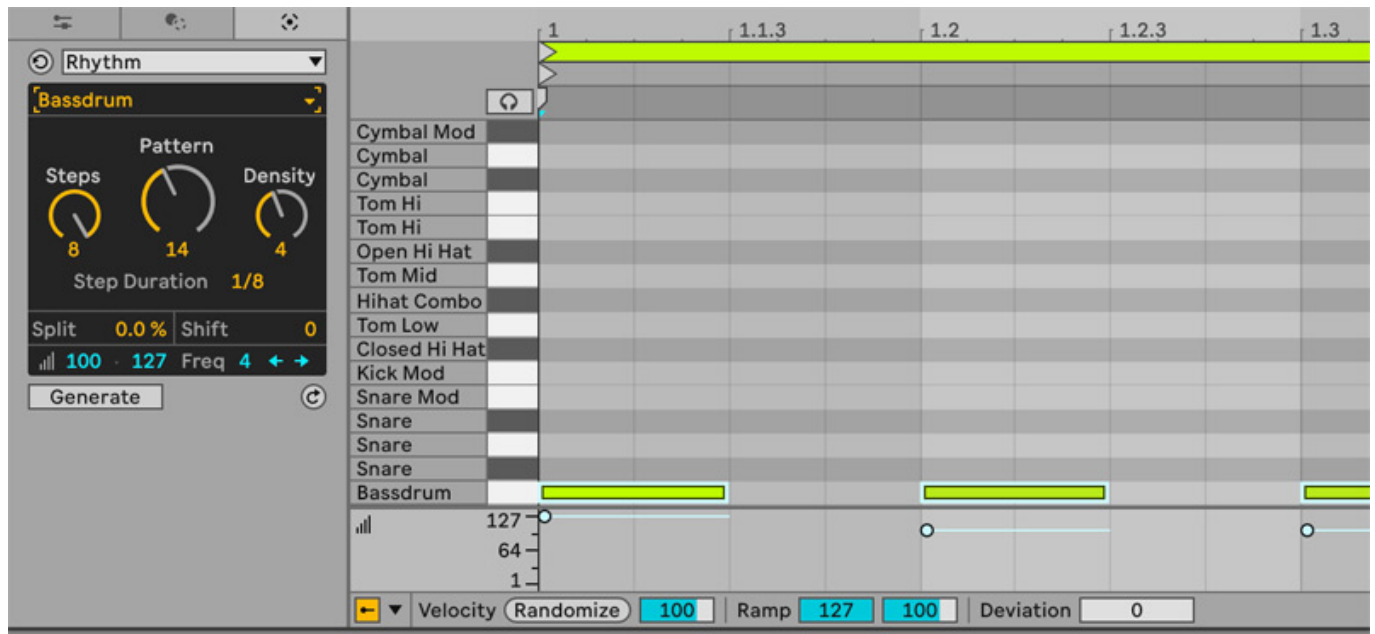 1 1.1.3 1.2 1.2.3 1.3
Rhythm
Bassdrum
Pattern
Steps Density
8 14 4
Step Duration 1/8
Split 0.0 % Shift 0
100 - 127 Freq 4
Generate
Cymbal Mod
Cymbal
Cymbal
Tom Hi
Tom Hi
Open Hi Hat
Tom Mid
Hihat Combo
Tom Low
Closed Hi Hat
Kick Mod
Snare Mod
Snare
Snare
Snare
Bassdrum
127
64
1
Velocity Randomize 100 Ramp 127 100 Deviation 0